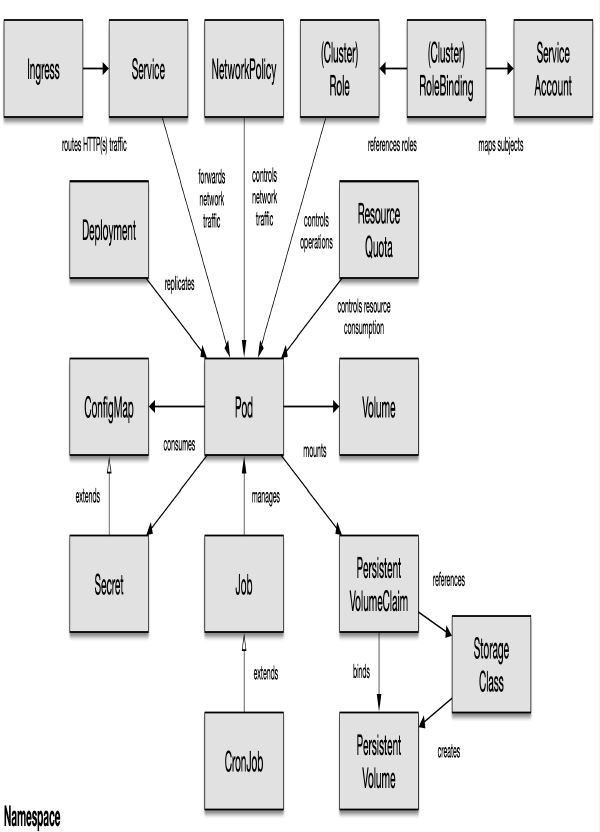 Ingress
Service
NetworkPolicy
(Cluster)
Role
(Cluster)
RoleBinding
Service
Account
routes HTTP(s) traffic
references roles
maps subjects
forwards
network
traffic
controls
network
traffic
controls
operations
Deployment
Resource
Quota
replicates
controls resource
consumption
ConfigMap
Pod
Volume
consumes
mounts
extends
manages
Secret
Job
Persistent
VolumeClaim
references
Storage
Class
extends
binds
creates
CronJob
Persistent
Volume
Namespace